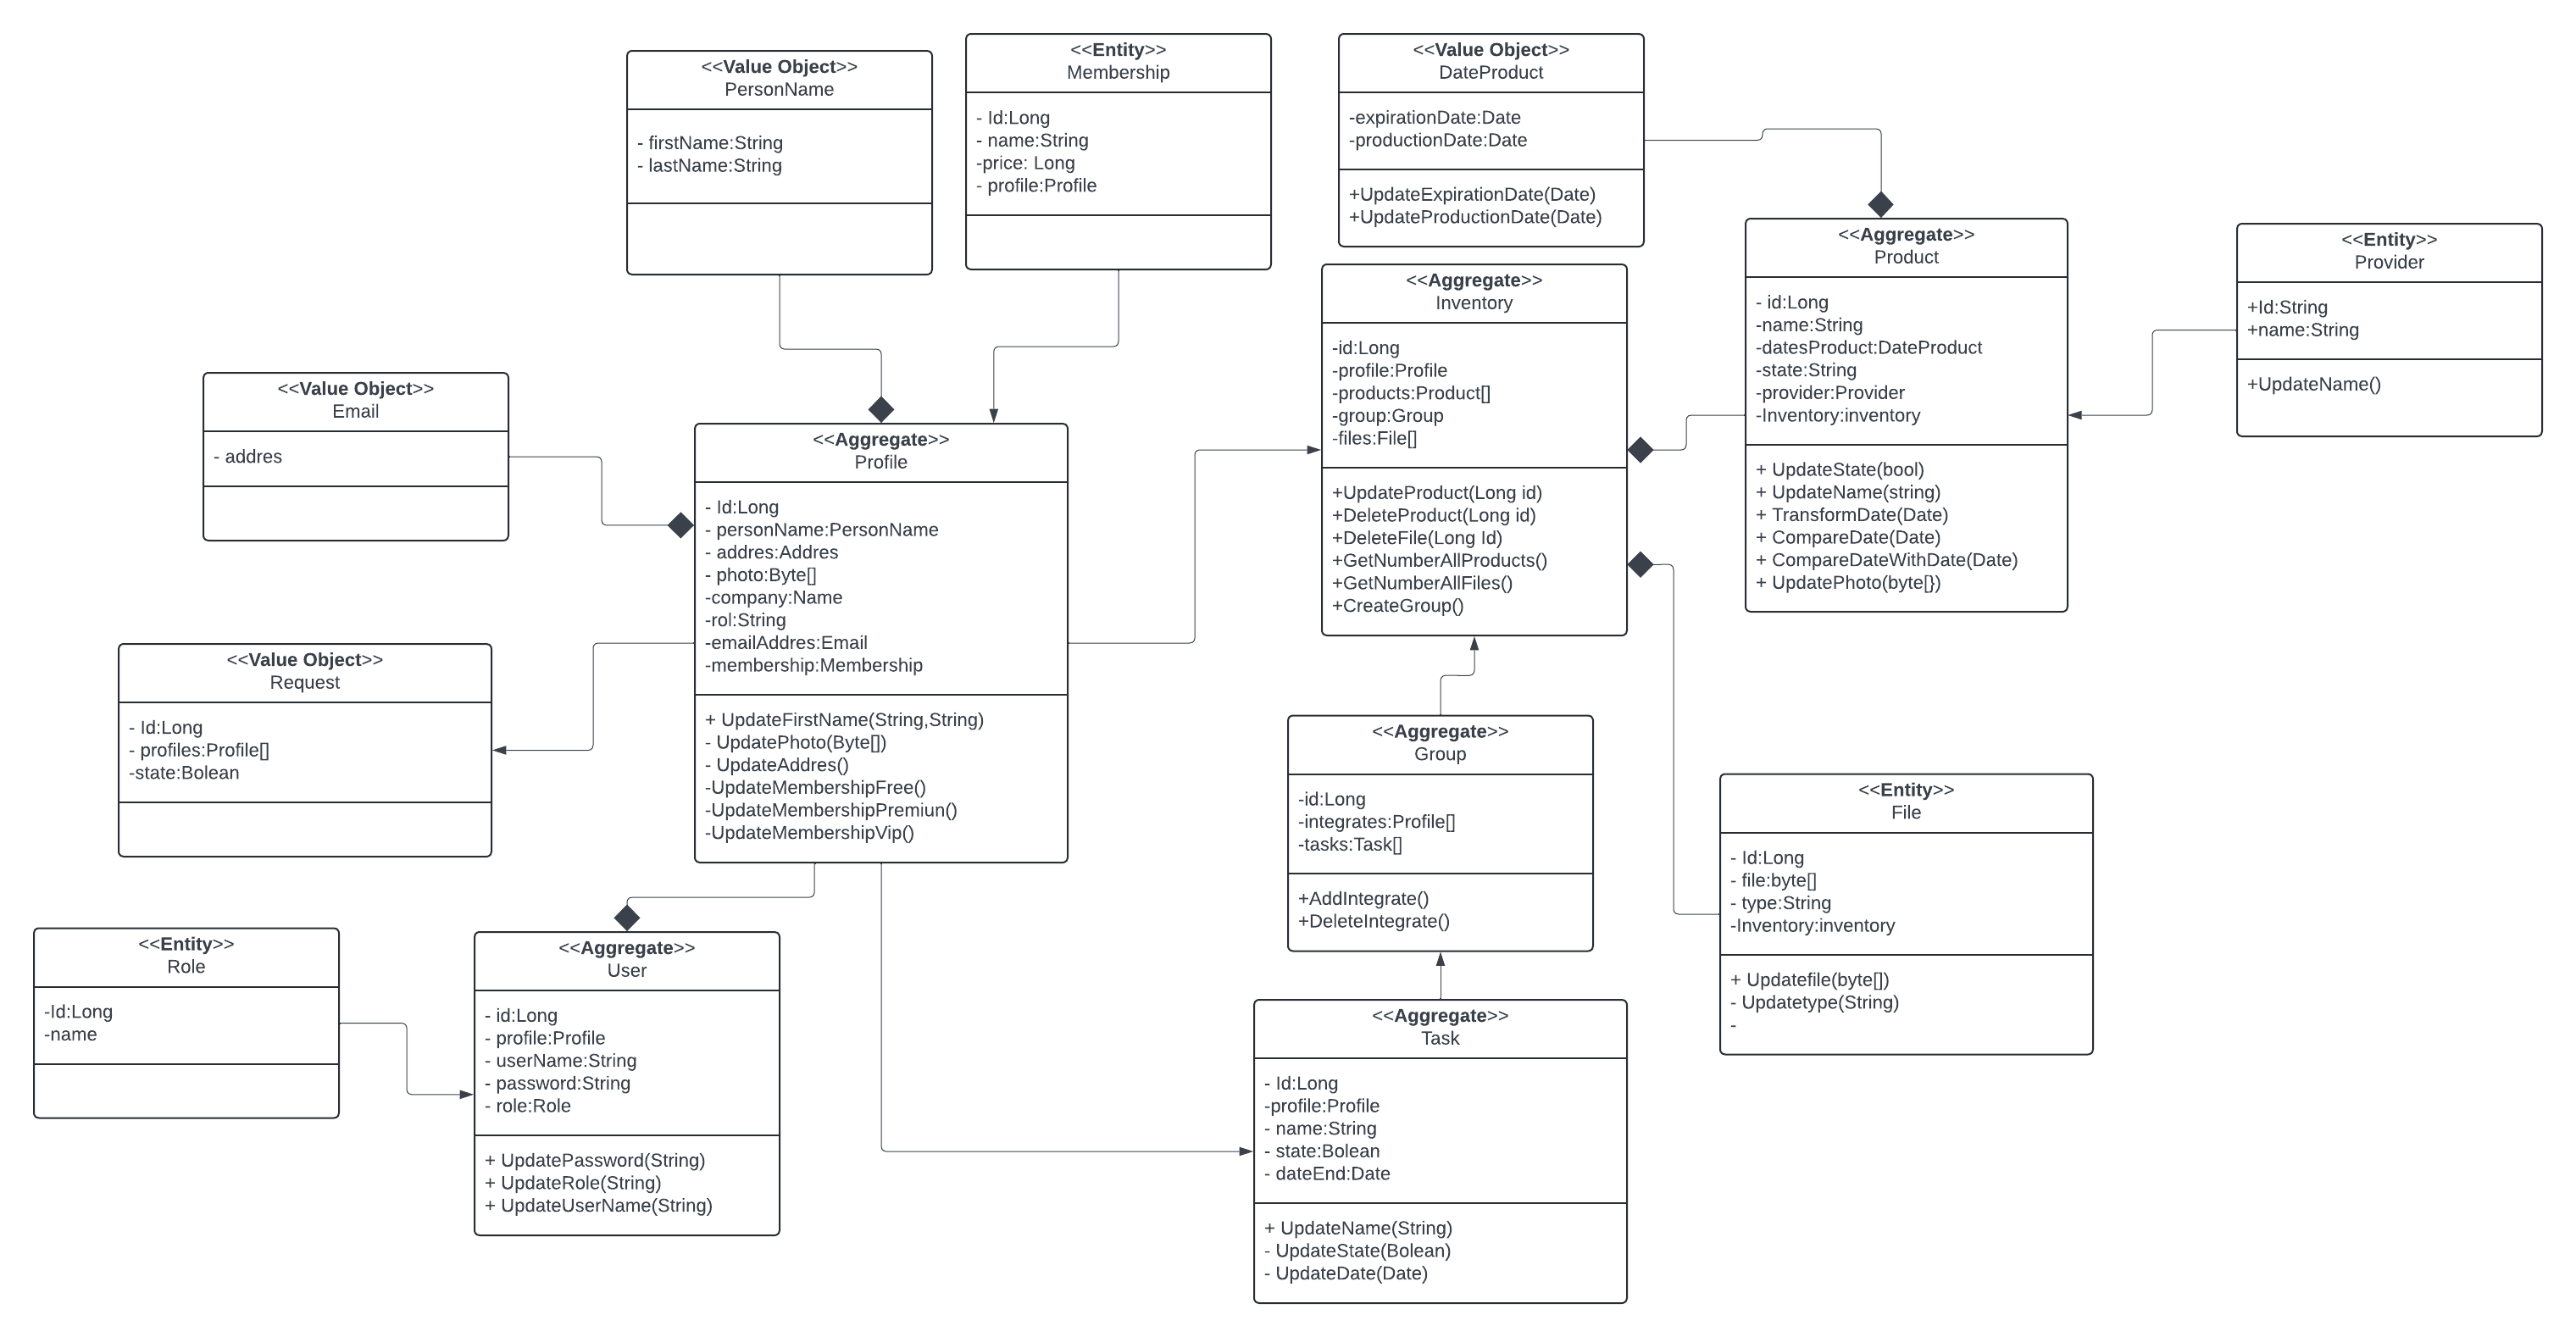 <<Value Object>>
PersonName
- firstName:String
- lastName:String
<<Entity>>
Membership
- Id:Long
- name:String
-price: Long
- profile:Profile
<<Value Object>>
DateProduct
-expirationDate:Date
-productionDate:Date
+UpdateExpirationDate(Date)
+UpdateProductionDate(Date)
<<Aggregate>>
Product
- id:Long
-name:String
-datesProduct:DateProduct
-state:String
-provider:Provider
-Inventory:inventory
+ UpdateState(bool)
+ UpdateName(string)
+ TransformDate(Date)
+ CompareDate(Date)
+ CompareDateWithDate(Date)
+ UpdatePhoto(byte[})
<<Entity>>
Provider
+Id:String
+name:String
+UpdateName()
<<Aggregate>>
Inventory
-id:Long
-profile:Profile
-products:Product[]
-group:Group
-files:File[]
+UpdateProduct(Long id)
+DeleteProduct(Long id)
+DeleteFile(Long Id)
+GetNumberAllProducts()
+GetNumberAllFiles()
+CreateGroup()
<<Value Object>>
Email
- addres
<<Aggregate>>
Profile
- Id:Long
- personName:PersonName
- addres:Addres
- photo:Byte[]
-company:Name
-rol:String
-emailAddres:Email
-membership:Membership
+ UpdateFirstName(String,String)
- UpdatePhoto(Byte[])
- UpdateAddres()
-UpdateMembershipFree()
-UpdateMembershipPremiun()
-UpdateMembershipVip()
<<Value Object>>
Request
- Id:Long
- profiles:Profile[]
-state:Bolean
<<Aggregate>>
Group
-id:Long
-integrates:Profile[]
-tasks:Task[]
+AddIntegrate()
+DeleteIntegrate()
<<Entity>>
File
- Id:Long
- file:byte[]
- type:String
-Inventory:inventory
+ Updatefile(byte[])
- Updatetype(String)
-
<<Entity>>
Role
-Id:Long
-name
<<Aggregate>>
User
- id:Long
- profile:Profile
- userName:String
- password:String
- role:Role
+ UpdatePassword(String)
+ UpdateRole(String)
+ UpdateUserName(String)
<<Aggregate>>
Task
- Id:Long
-profile:Profile
- name:String
- state:Bolean
- dateEnd:Date
+ UpdateName(String)
- UpdateState(Bolean)
- UpdateDate(Date)